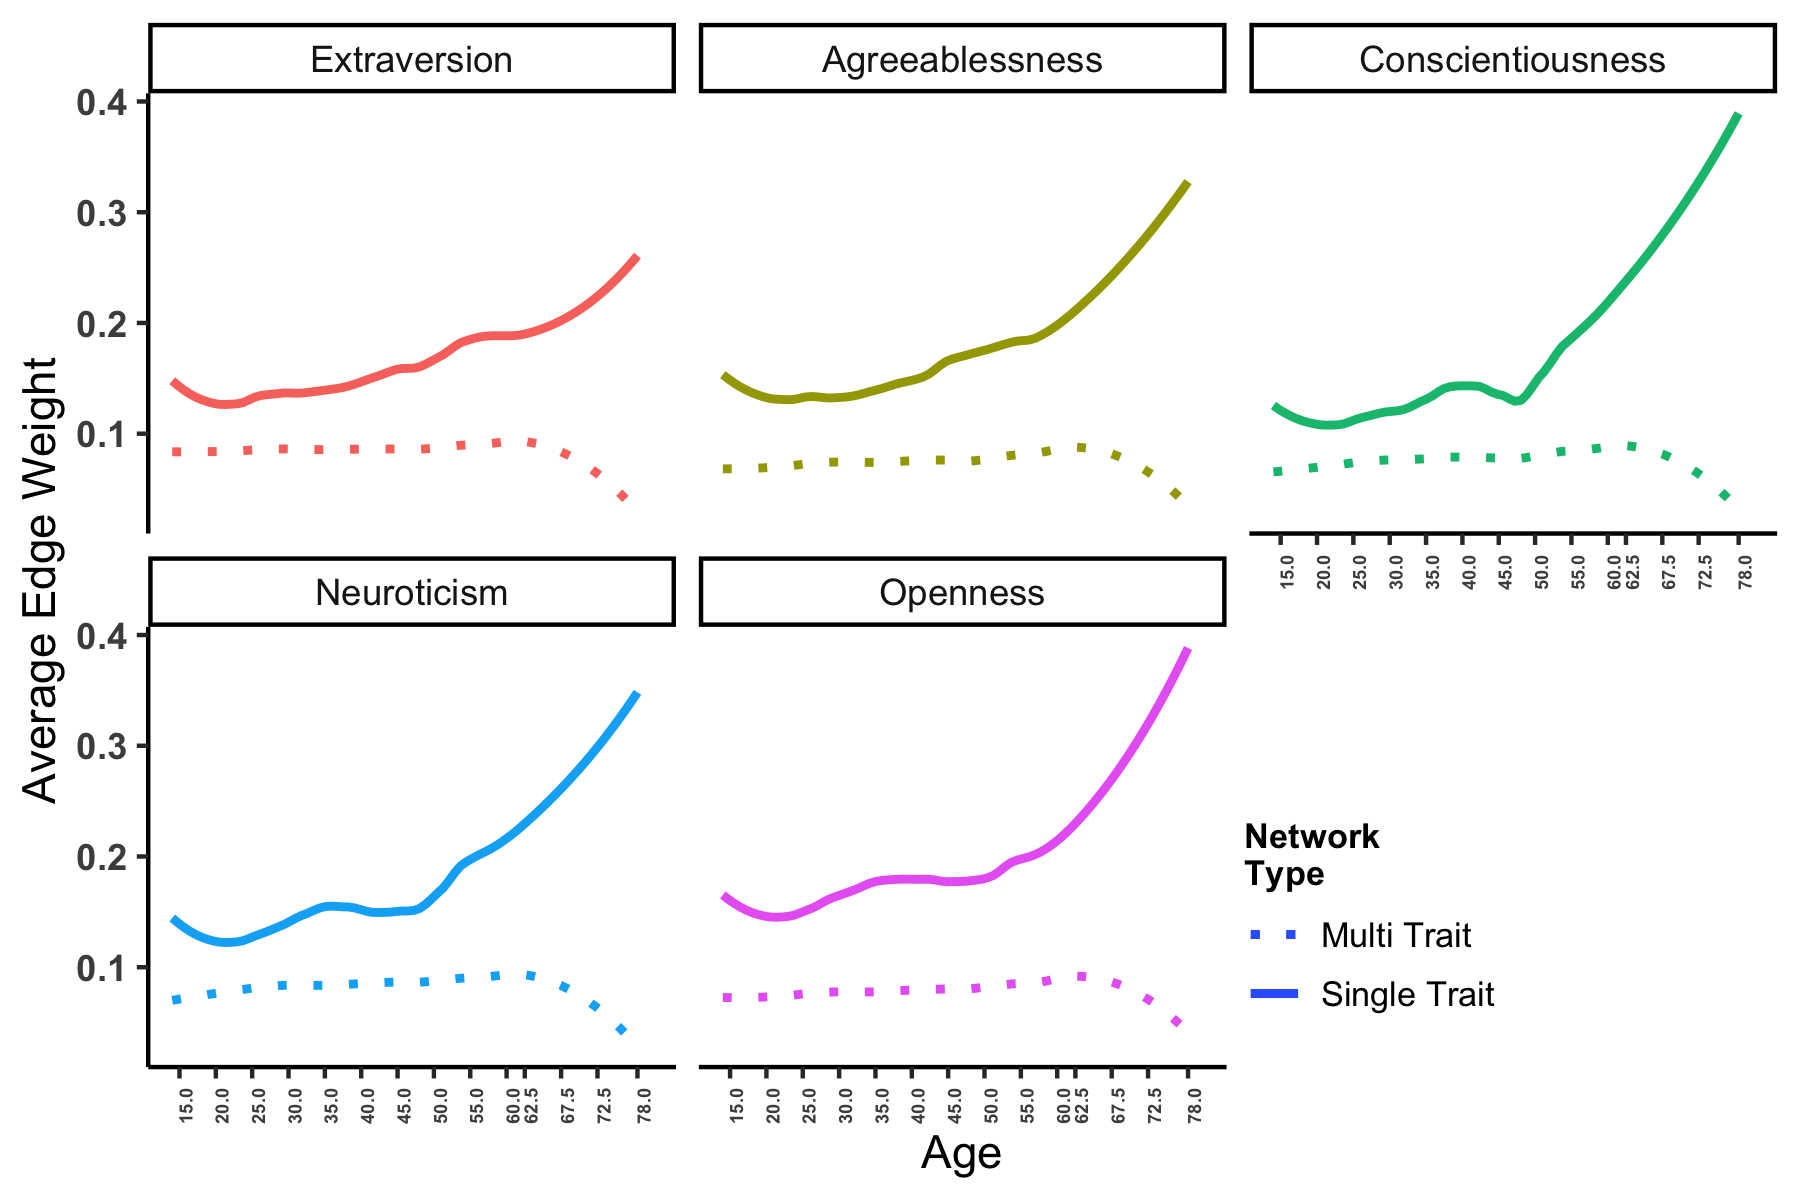 Extraversion
Agreeablessness
Conscientiousness
0.4
0.3
0.2
0.1
15.0 20.0 25.0 30.0 35.0 40.0 45.0 50.0 55.0 60.0 62.5 67.5 72.5 78.0
Average Edge Weight
Neuroticism
Openness
0.4
0.3
0.2
0.1
15.0 20.0 25.0 30.0 35.0 40.0 45.0 50.0 55.0 60.0 62.5 67.5 72.5 78.0
15.0 20.0 25.0 30.0 35.0 40.0 45.0 50.0 55.0 60.0 62.5 67.5 72.5 78.0
Age
Network
Type
Multi Trait
Single Trait